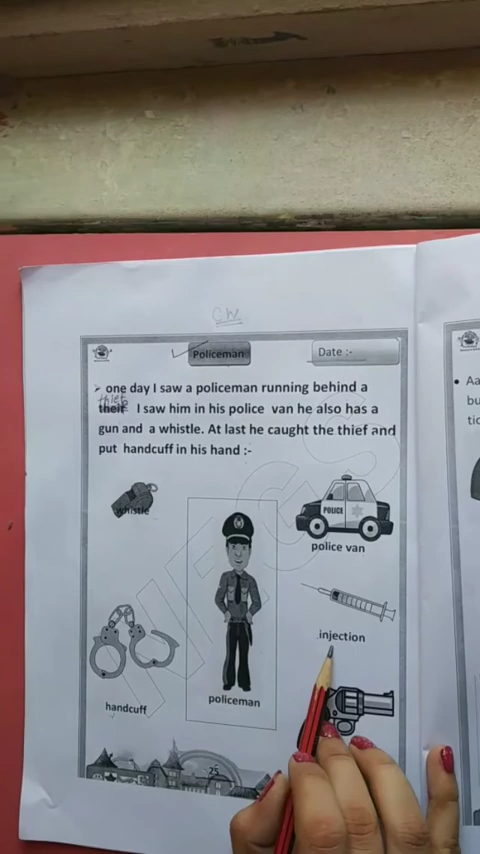 C.W.
Policeman
Date :-
one day I saw a policeman running behind a
thief
their I saw him in his police van he also has a
gun and a whistle. At last he caught the thief and
put handcuff in his hand :-
whistle
POLICE
police van
injection
handcuff
policeman
25
Aa
bu
tic